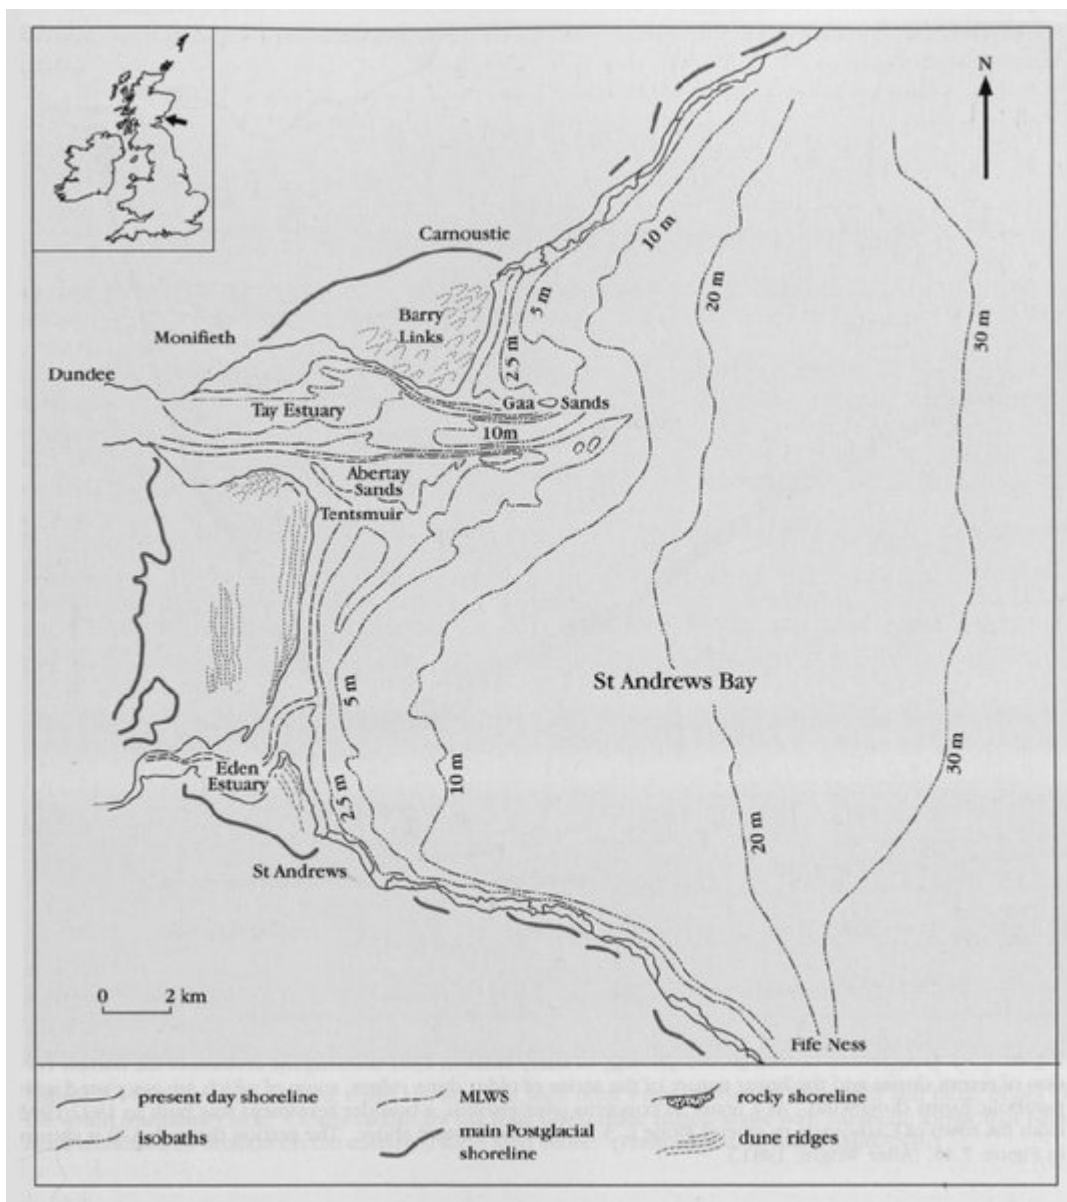 N
Carnoustie
10 m
20 m
5 m
30 m
Barry
Links
Monifieth
2.5 m
Dundee
Gaa Sands
Tay Estuary
10m
Abertay
Sands
Tentsmuir
St Andrews Bay
5 m
10 m
30 m
Eden
Estuary
2.5 m
20 m
St Andrews
0 2 km
Fife Ness
present day shoreline
MLWS
rocky shoreline
isobaths
main Postglacial
shoreline
dune ridges